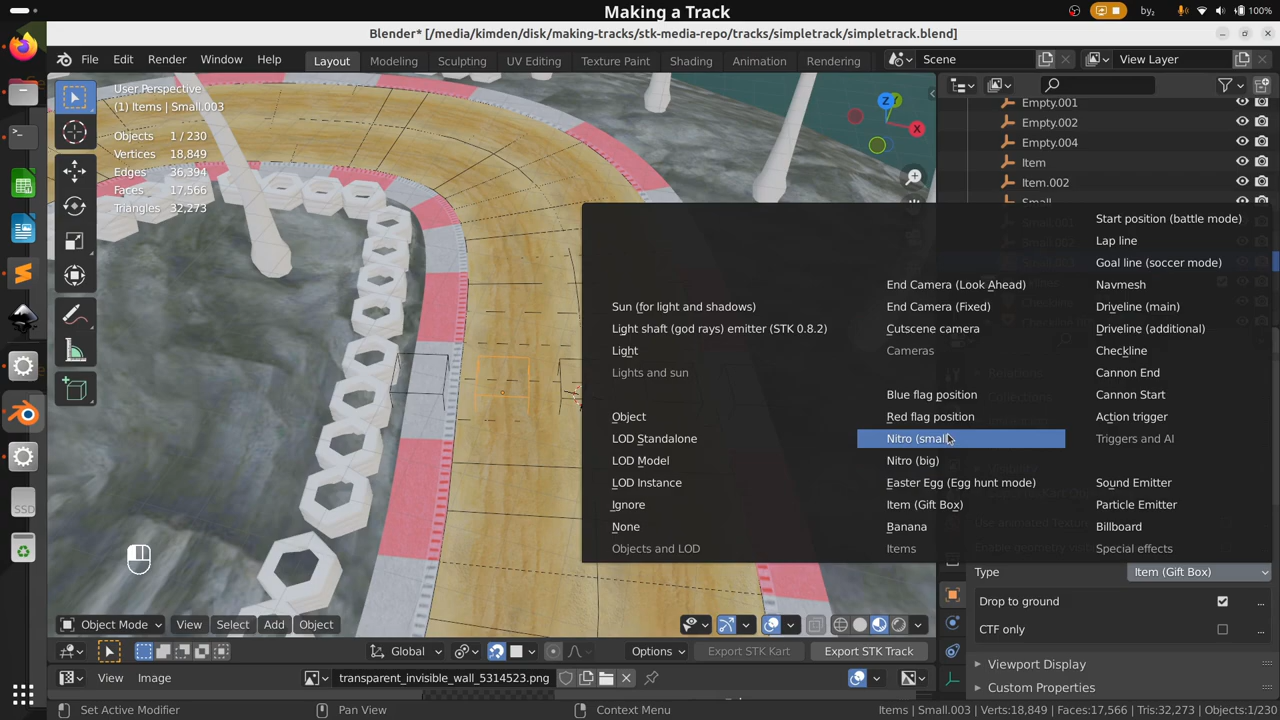 Making a Track
by₂
100%
Blender* [/media/kimden/disk/making-tracks/stk-media-repo/tracks/simpletrack/simpletrack.blend]
File Edit Render Window Help
Layout Modeling Sculpting UV Editing Texture Paint Shading Animation Rendering
Scene
View Layer
User Perspective
(1) Items | Small.003
Objects 1 / 230
Vertices 18,849
Edges 36,394
Faces 17,566
Triangles 32,273
Z
Y
X
Empty.001
Empty.002
Empty.004
Item
Item.002
Small
Sun (for light and shadows)
Light shaft (god rays) emitter (STK 0.8.2)
Light
Lights and sun
Object
LOD Standalone
LOD Model
LOD Instance
Ignore
None
Objects and LOD
End Camera (Look Ahead)
End Camera (Fixed)
Cutscene camera
Cameras
Blue flag position
Red flag position
Nitro (small)
Nitro (big)
Easter Egg (Egg hunt mode)
Item (Gift Box)
Banana
Items
Start position (battle mode)
Lap line
Goal line (soccer mode)
Navmesh
Driveline (main)
Driveline (additional)
Checkline
Cannon End
Cannon Start
Action trigger
Triggers and AI
Sound Emitter
Particle Emitter
Billboard
Special effects
Type Item (Gift Box)
Drop to ground
CTF only
Viewport Display
Custom Properties
SSD
Object Mode View Select Add Object
Global Options Export STK Kart Export STK Track
View Image transparent_invisible_wall_5314523.png
Set Active Modifier Pan View Context Menu Items | Small.003 | Verts:18,849 | Faces:17,566 | Tris:32,273 | Objects:1/230